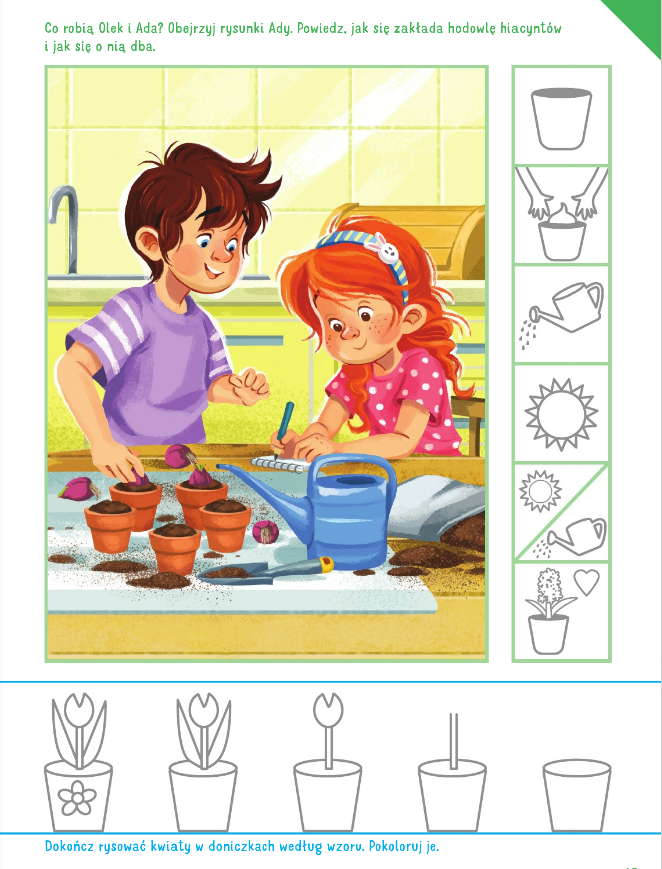 Co robią Olek i Ada? Obejrzyj rysunki Ady. Powiedz, jak się zakłada hodowlę hiacyntów
i jak się o nią dba.
Dokończ rysować kwiaty w doniczkach według wzoru. Pokoloruj je.